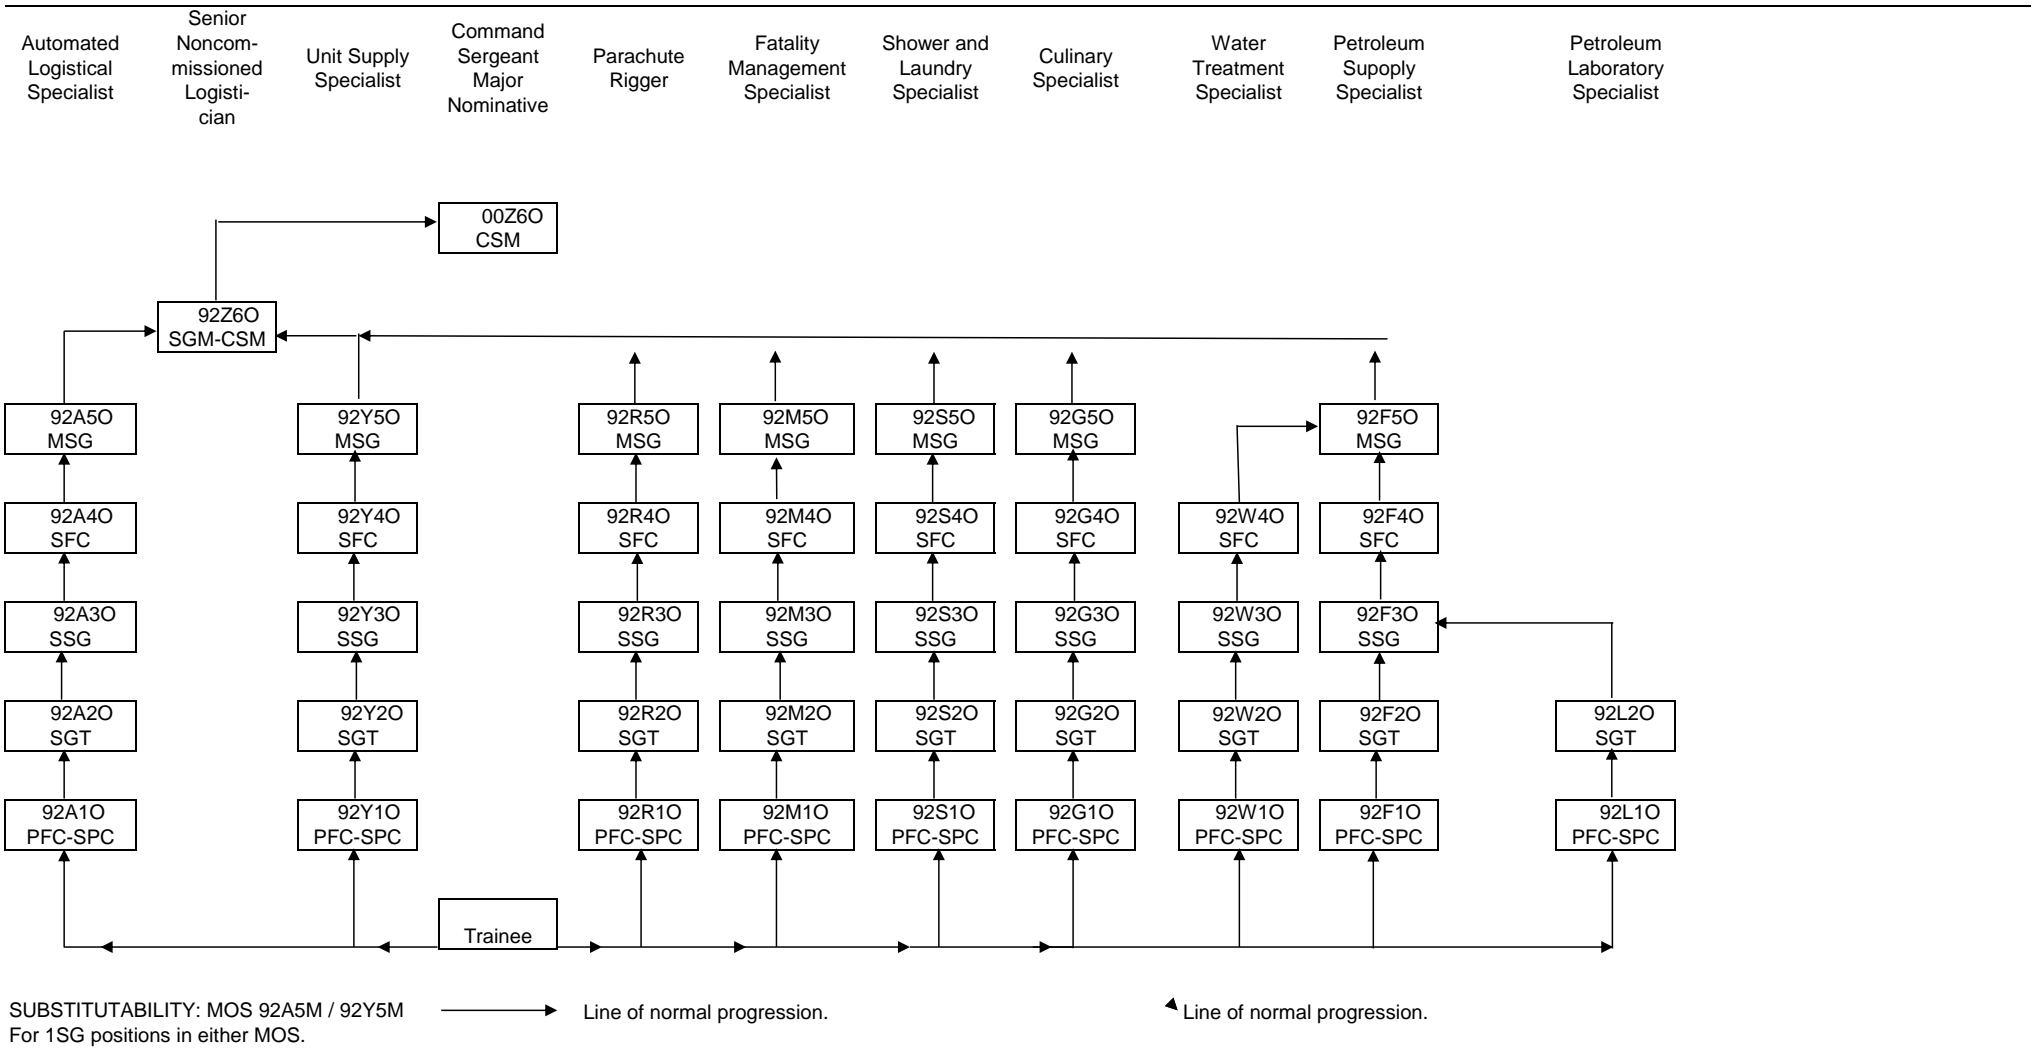 Automated
Logistical
Specialist
Senior
Noncom-
missioned
Logisti-
cian
Unit Supply
Specialist
Command
Sergeant
Major
Nominative
Parachute
Rigger
Fatality
Management
Specialist
Shower and
Laundry
Specialist
Culinary
Specialist
Water
Treatment
Specialist
Petroleum
Supoply
Specialist
Petroleum
Laboratory
Specialist
00Z6O
CSM
92Z6O
SGM-CSM
92A5O
MSG
92Y5O
MSG
92R5O
MSG
92M5O
MSG
92S5O
MSG
92G5O
MSG
92F5O
MSG
92A4O
SFC
92Y4O
SFC
92R4O
SFC
92M4O
SFC
92S4O
SFC
92G4O
SFC
92W4O
SFC
92F4O
SFC
92A3O
SSG
92Y3O
SSG
92R3O
SSG
92M3O
SSG
92S3O
SSG
92G3O
SSG
92W3O
SSG
92F3O
SSG
92A2O
SGT
92Y2O
SGT
92R2O
SGT
92M2O
SGT
92S2O
SGT
92G2O
SGT
92W2O
SGT
92F2O
SGT
92L2O
SGT
92A1O
PFC-SPC
92Y1O
PFC-SPC
92R1O
PFC-SPC
92M1O
PFC-SPC
92S1O
PFC-SPC
92G1O
PFC-SPC
92W1O
PFC-SPC
92F1O
PFC-SPC
92L1O
PFC-SPC
Trainee
SUBSTITUTABILITY: MOS 92A5M / 92Y5M
For 1SG positions in either MOS.
Line of normal progression.
Line of normal progression.